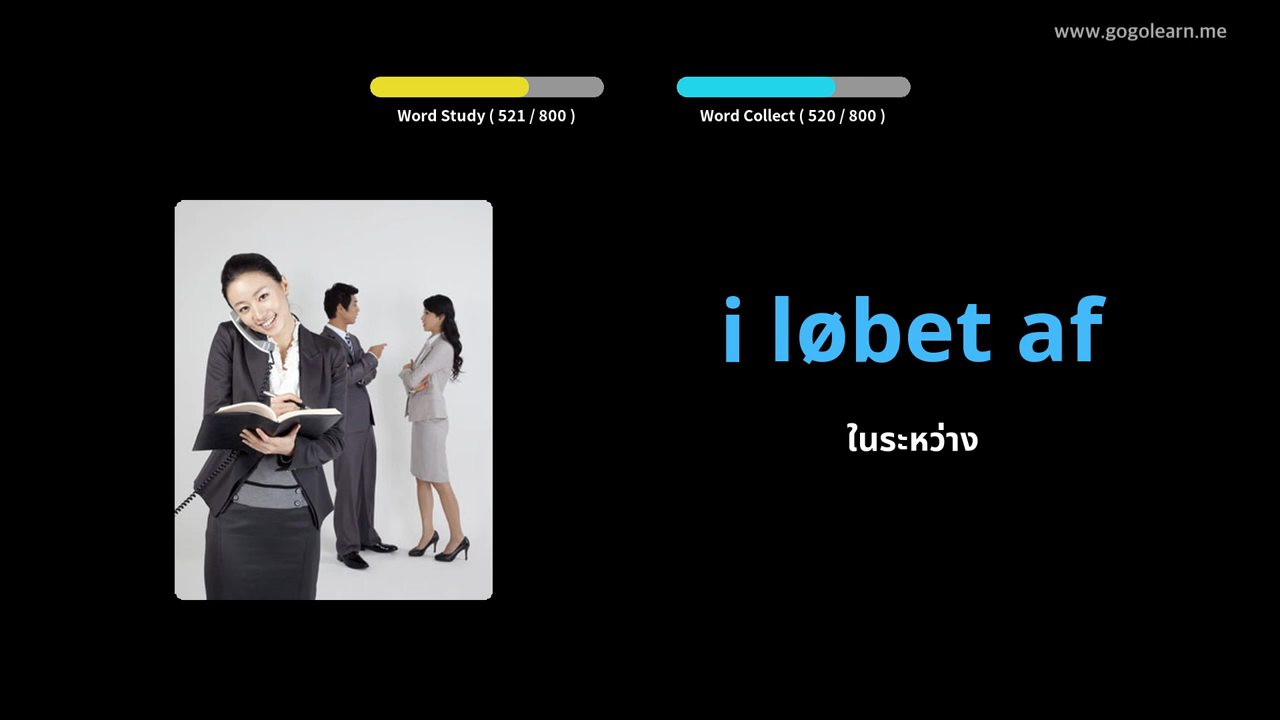 www.gogolearn.me
Word Study ( 521 / 800 )
Word Collect ( 520 / 800 )
i løbet af
ในระหว่าง